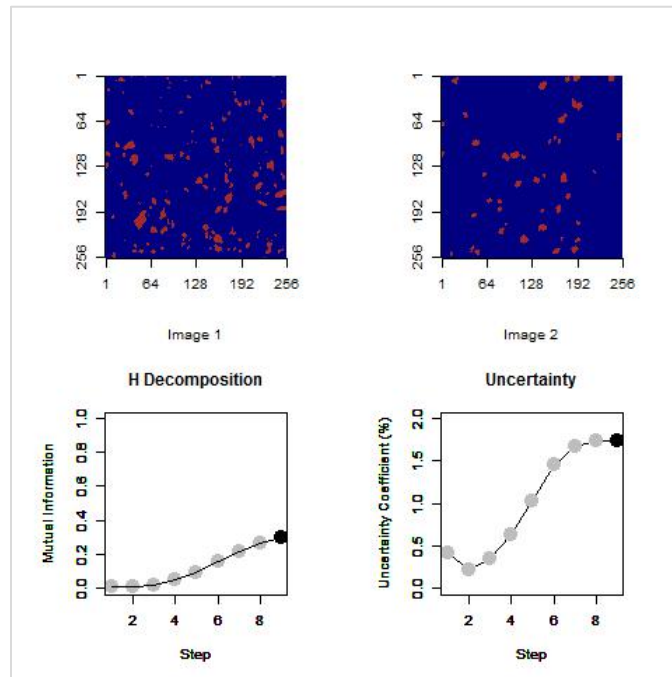 1
64
128
192
256
1 64 128 192 256
Image 1
1
64
128
192
256
1 64 128 192 256
Image 2
H Decomposition
Mutual Information
1.0
0.8
0.6
0.4
0.2
0.0
2 4 6 8
Step
Uncertainty
Uncertainty Coefficient (%)
2.0
1.5
1.0
0.5
0.0
2 4 6 8
Step